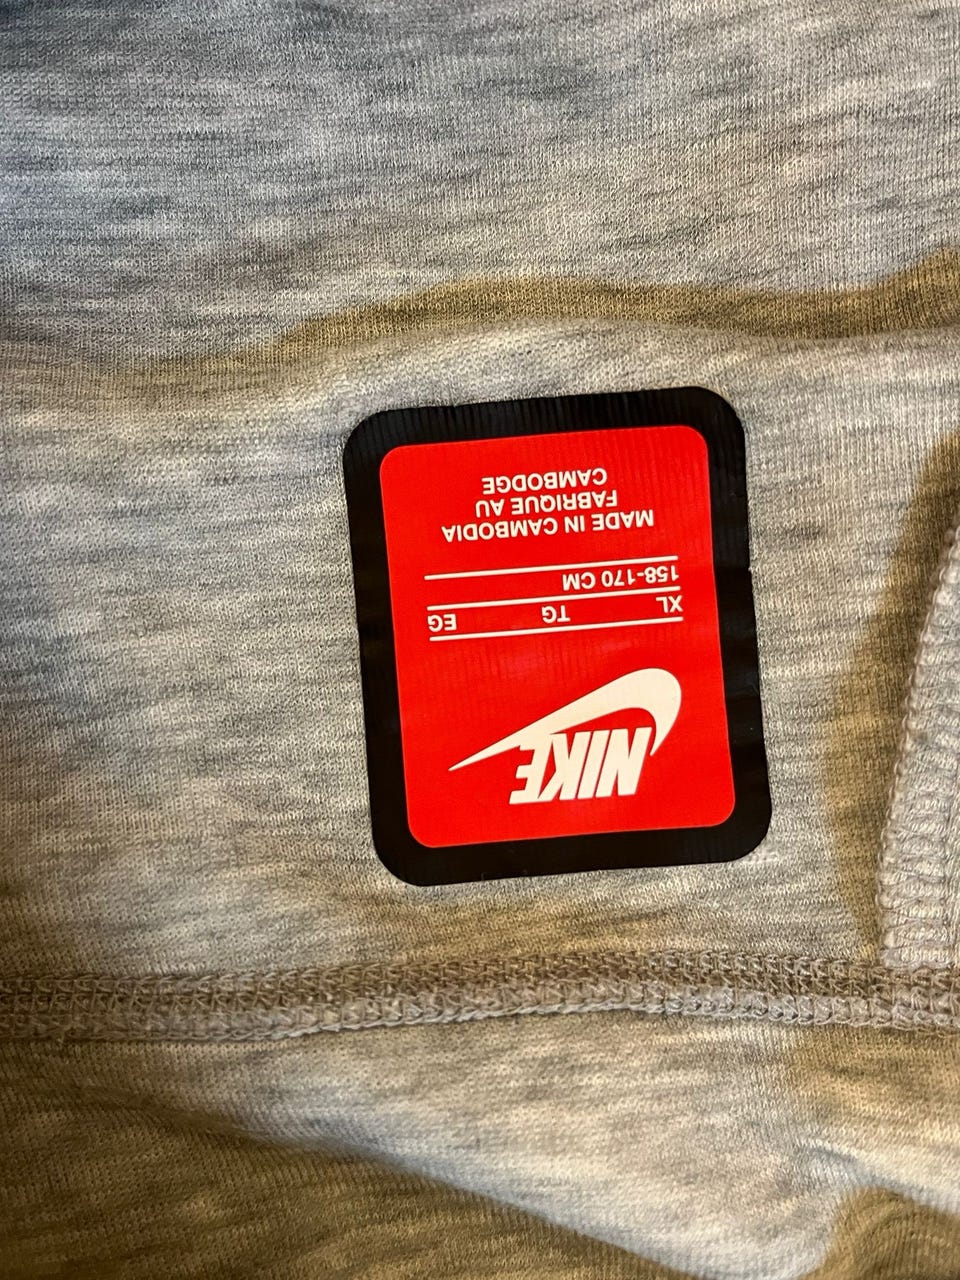 NIKE
XL TG EG
158-170 CM
MADE IN CAMBODIA
FABRIQUE AU
CAMBODGE